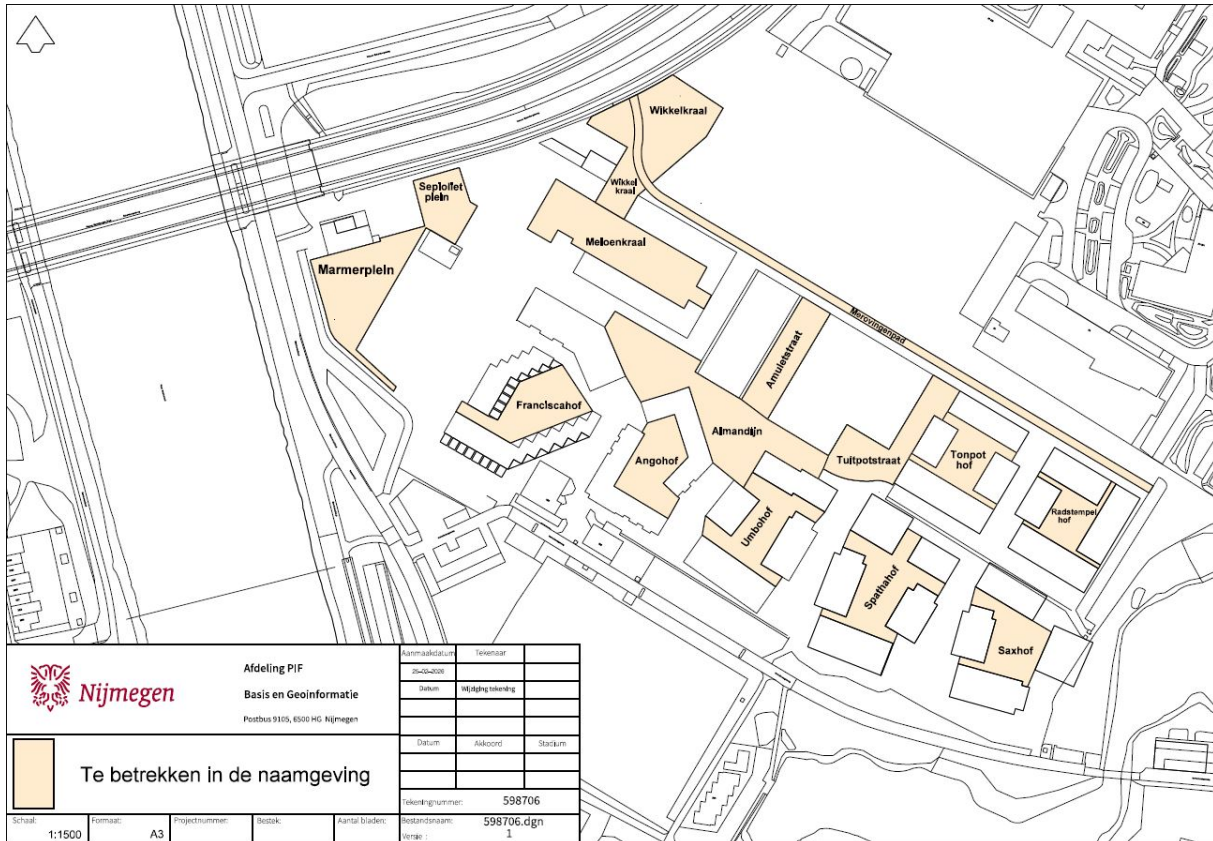 Wikkelkraal
Seploket
plein
Wikkel
kraal
Meloenkraal
Marmerplein
Merovingenpad
Amuletstraat
Franciscahof
Almandijn
Angohof
Tuitpotstraat
Tonpot
hof
Radstempel
hof
Umbohof
Spathahof
Saxhof
Nijmegen
Afdeling PIF
Basis en Geoinformatie
Postbus 9105, 6500 HG Nijmegen
Te betrekken in de naamgeving
Aanmaakdatum
Tekenaar
Datum
Wijziging tekening
Datum
Akkoord
Stadium
Tekeningnummer:
598706
Schaal:
1:1500
Formaat:
A3
Projectnummer:
Bestek:
Aantal bladen:
Bestandsnaam:
598706.dgn
Versie :
1